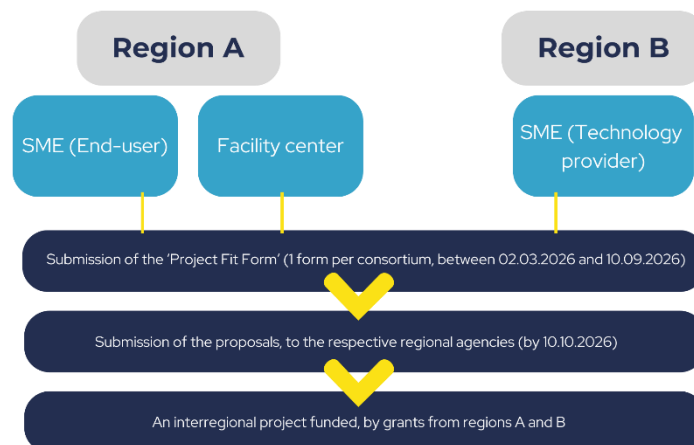 Region A
Region B
SME (End-user)
Facility center
SME (Technology
provider)
Submission of the ‘Project Fit Form’ (1 form per consortium, between 02.03.2026 and 10.09.2026)
Submission of the proposals, to the respective regional agencies (by 10.10.2026)
An interregional project funded, by grants from regions A and B